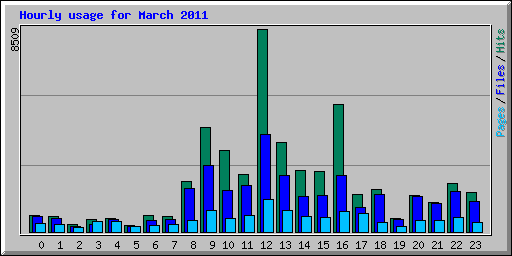 Hourly usage for March 2011
8509
Pages / Files / Hits
0 1 2 3 4 5 6 7 8 9 10 11 12 13 14 15 16 17 18 19 20 21 22 23